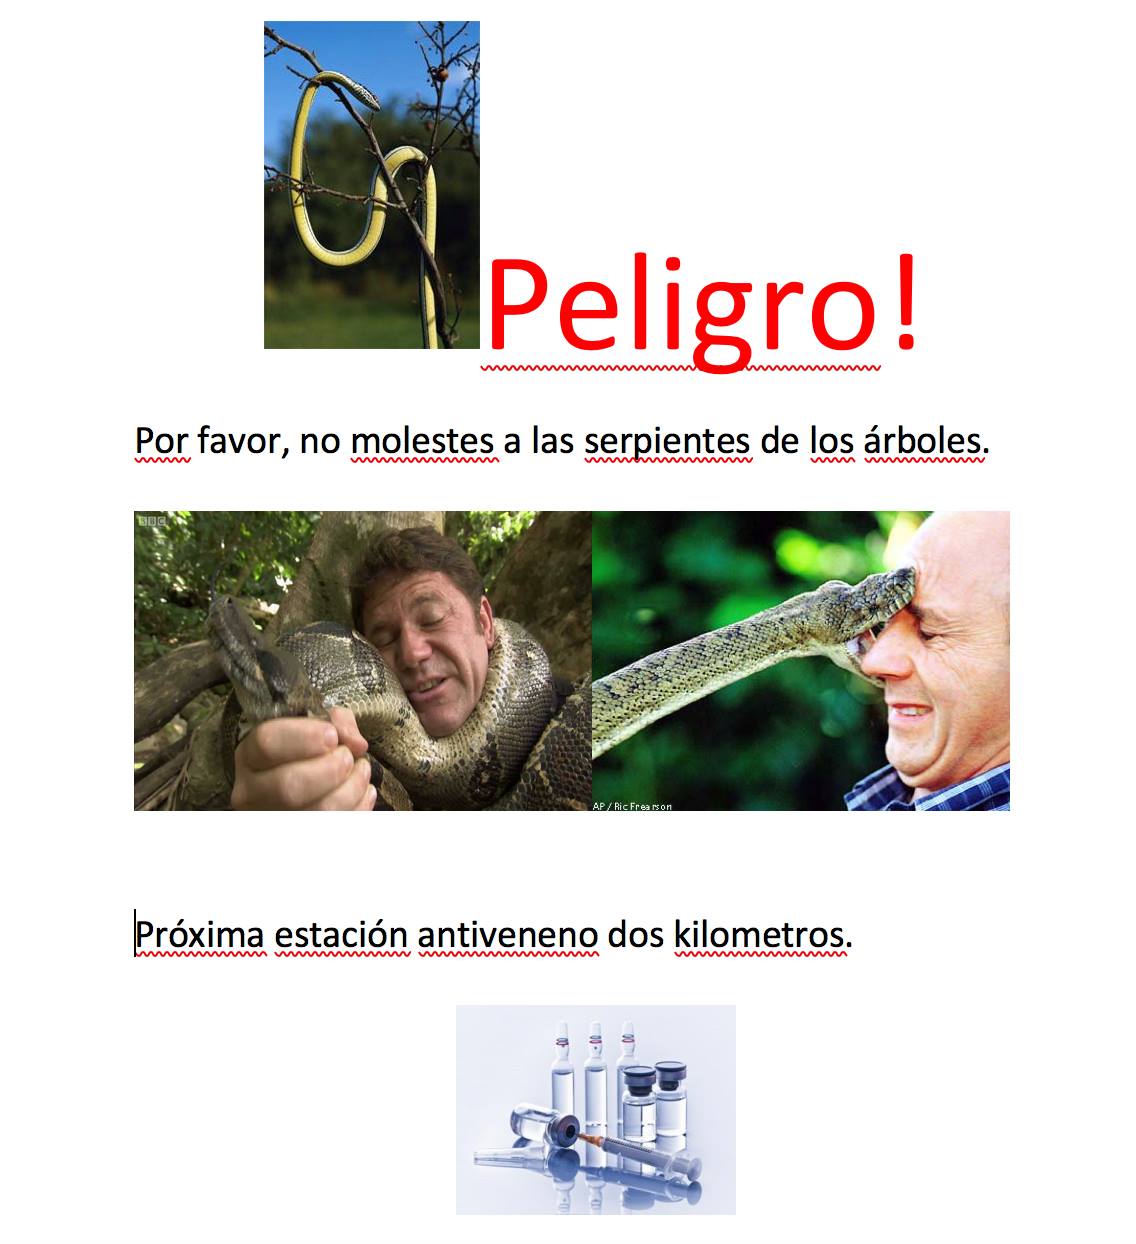 Peligro!
Por favor, no molestes a las serpientes de los árboles.
BBC
AP / Ric Frearson
Próxima estación antiveneno dos kilometros.